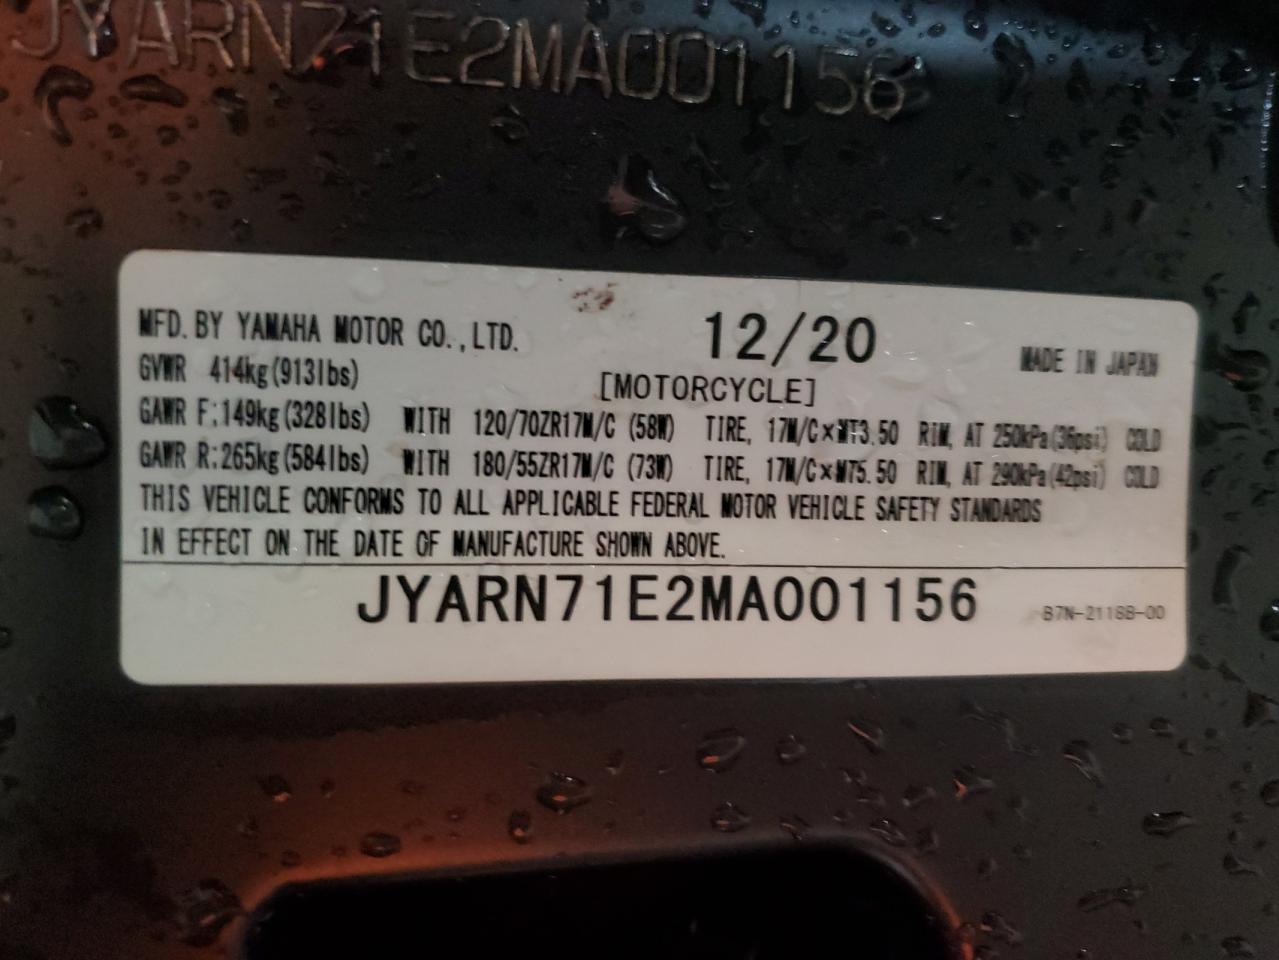 JYARN71E2MA001156
MFD. BY YAMAHA MOTOR CO., LTD. 12/20 MADE IN JAPAN
GVWR 414kg(913lbs) [MOTORCYCLE]
GAWR F:149kg(328lbs) WITH 120/70ZR17M/C (58W) TIRE, 17M/C×MT3.50 RIM, AT 250kPa(36psi) COLD
GAWR R:265kg(584lbs) WITH 180/55ZR17M/C (73W) TIRE, 17M/C×MT5.50 RIM, AT 290kPa(42psi) COLD
THIS VEHICLE CONFORMS TO ALL APPLICABLE FEDERAL MOTOR VEHICLE SAFETY STANDARDS
IN EFFECT ON THE DATE OF MANUFACTURE SHOWN ABOVE.
JYARN71E2MA001156 B7N-2118B-00